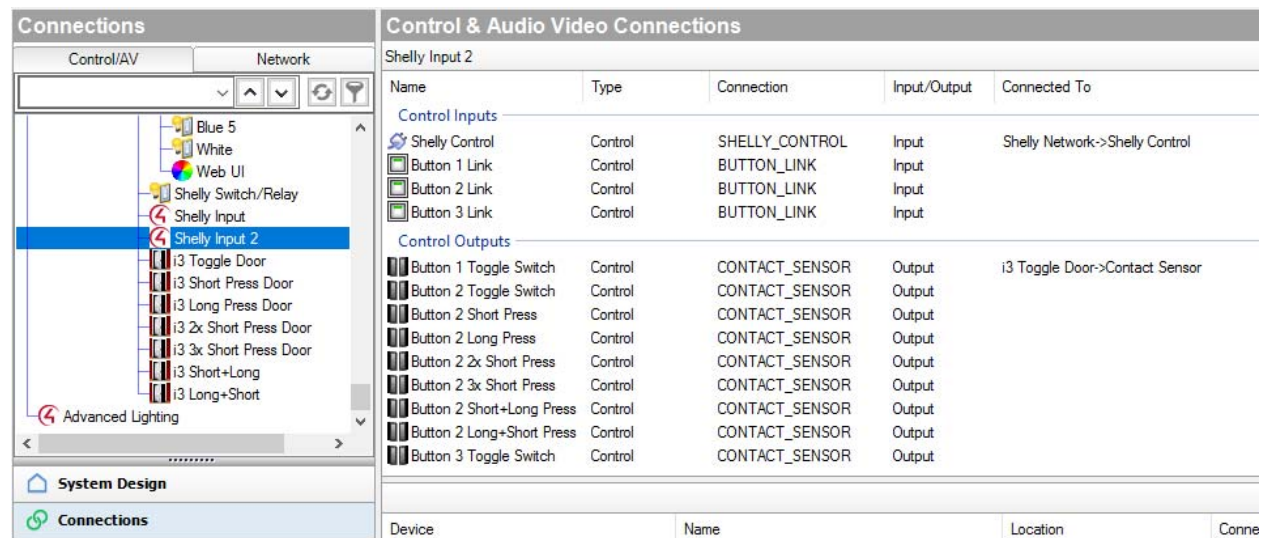 Connections
Control/AV Network
Blue 5
White
Web UI
Shelly Switch/Relay
Shelly Input
Shelly Input 2
i3 Toggle Door
i3 Short Press Door
i3 Long Press Door
i3 2x Short Press Door
i3 3x Short Press Door
i3 Short+Long
i3 Long+Short
Advanced Lighting
System Design
Connections
Control & Audio Video Connections
Shelly Input 2
Name Type Connection Input/Output Connected To
Control Inputs
Shelly Control Control SHELLY_CONTROL Input Shelly Network->Shelly Control
Button 1 Link Control BUTTON_LINK Input
Button 2 Link Control BUTTON_LINK Input
Button 3 Link Control BUTTON_LINK Input
Control Outputs
Button 1 Toggle Switch Control CONTACT_SENSOR Output i3 Toggle Door->Contact Sensor
Button 2 Toggle Switch Control CONTACT_SENSOR Output
Button 2 Short Press Control CONTACT_SENSOR Output
Button 2 Long Press Control CONTACT_SENSOR Output
Button 2 2x Short Press Control CONTACT_SENSOR Output
Button 2 3x Short Press Control CONTACT_SENSOR Output
Button 2 Short+Long Press Control CONTACT_SENSOR Output
Button 2 Long+Short Press Control CONTACT_SENSOR Output
Button 3 Toggle Switch Control CONTACT_SENSOR Output
Device Name Location Conne